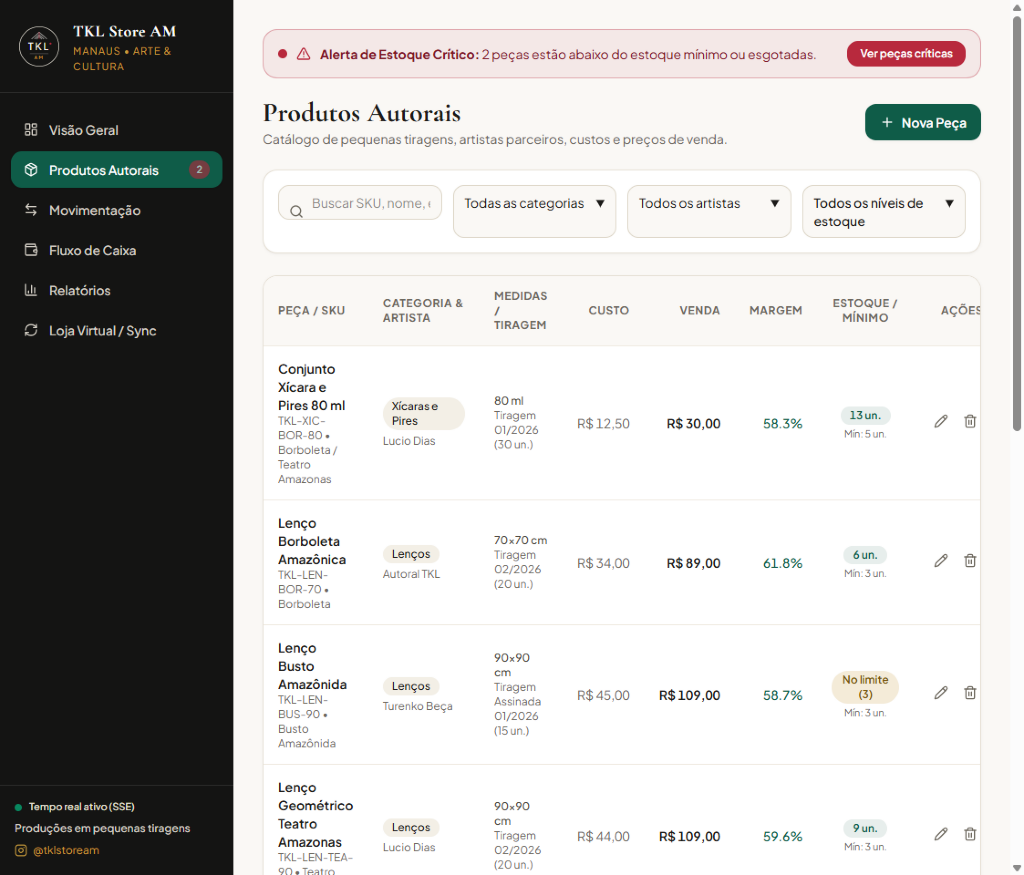 TKL
AM
TKL Store AM
MANAUS • ARTE &
CULTURA
Visão Geral
Produtos Autorais 2
Movimentação
Fluxo de Caixa
Relatórios
Loja Virtual / Sync
Tempo real ativo (SSE)
Produções em pequenas tiragens
@tklstoream
Alerta de Estoque Crítico: 2 peças estão abaixo do estoque mínimo ou esgotadas.
Ver peças críticas
Produtos Autorais
Catálogo de pequenas tiragens, artistas parceiros, custos e preços de venda.
+ Nova Peça
Buscar SKU, nome,
Todas as categorias ▼
Todos os artistas ▼
Todos os níveis de
estoque ▼
PEÇA / SKU
CATEGORIA &
ARTISTA
MEDIDAS
/
TIRAGEM
CUSTO
VENDA
MARGEM
ESTOQUE /
MÍNIMO
AÇÕES
Conjunto
Xícara e
Pires 80 ml
TKL-XIC-
BOR-80 •
Borboleta /
Teatro
Amazonas
Xícaras e
Pires
Lucio Dias
80 ml
Tiragem
01/2026
(30 un.)
R$ 12,50
R$ 30,00
58.3%
13 un.
Mín: 5 un.
Lenço
Borboleta
Amazônica
TKL-LEN-
BOR-70 •
Borboleta
Lenços
Autoral TKL
70×70 cm
Tiragem
02/2026
(20 un.)
R$ 34,00
R$ 89,00
61.8%
6 un.
Mín: 3 un.
Lenço
Busto
Amazônida
TKL-LEN-
BUS-90 •
Busto
Amazônida
Lenços
Turenko Beça
90×90
cm
Tiragem
Assinada
01/2026
(15 un.)
R$ 45,00
R$ 109,00
58.7%
No limite
(3)
Mín: 3 un.
Lenço
Geométrico
Teatro
Amazonas
TKL-LEN-TEA-
90 • Teatro
Lenços
Lucio Dias
90×90
cm
Tiragem
02/2026
(20 un.)
R$ 44,00
R$ 109,00
59.6%
9 un.
Mín: 3 un.